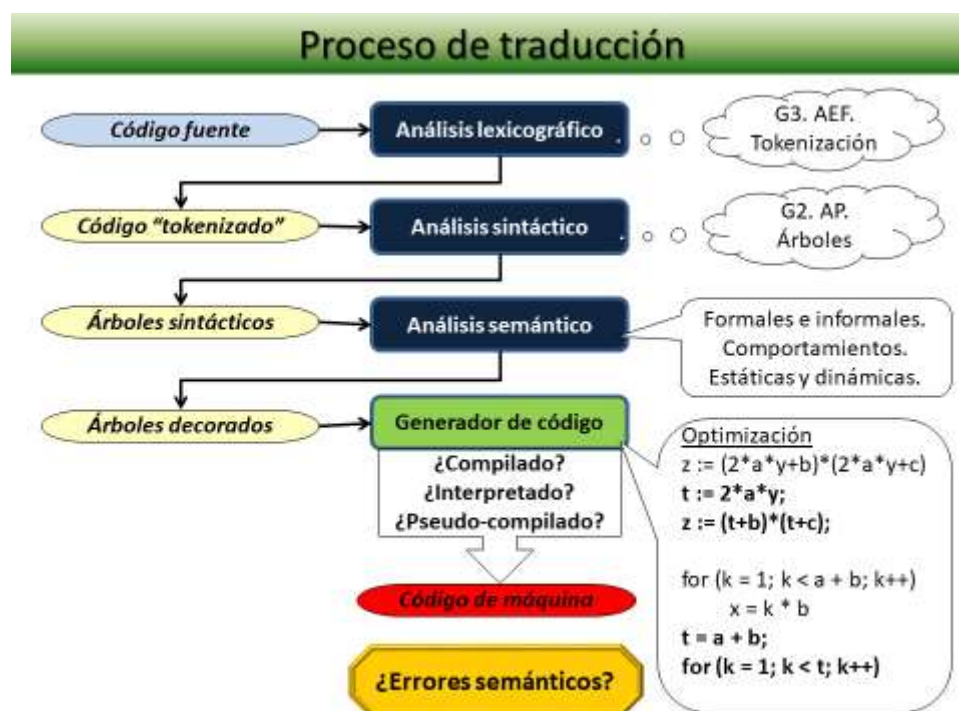 Proceso de traducción
Código fuente
Análisis lexicográfico
G3. AEF.
Tokenización
Código “tokenizado”
Análisis sintáctico
G2. AP.
Árboles
Árboles sintácticos
Análisis semántico
Formales e informales.
Comportamientos.
Estáticas y dinámicas.
Árboles decorados
Generador de código
¿Compilado?
¿Interpretado?
¿Pseudo-compilado?
Código de máquina
¿Errores semánticos?
Optimización
z := (2*a*y+b)*(2*a*y+c)
t := 2*a*y;
z := (t+b)*(t+c);
for (k = 1; k < a + b; k++)
x = k * b
t = a + b;
for (k = 1; k < t; k++)